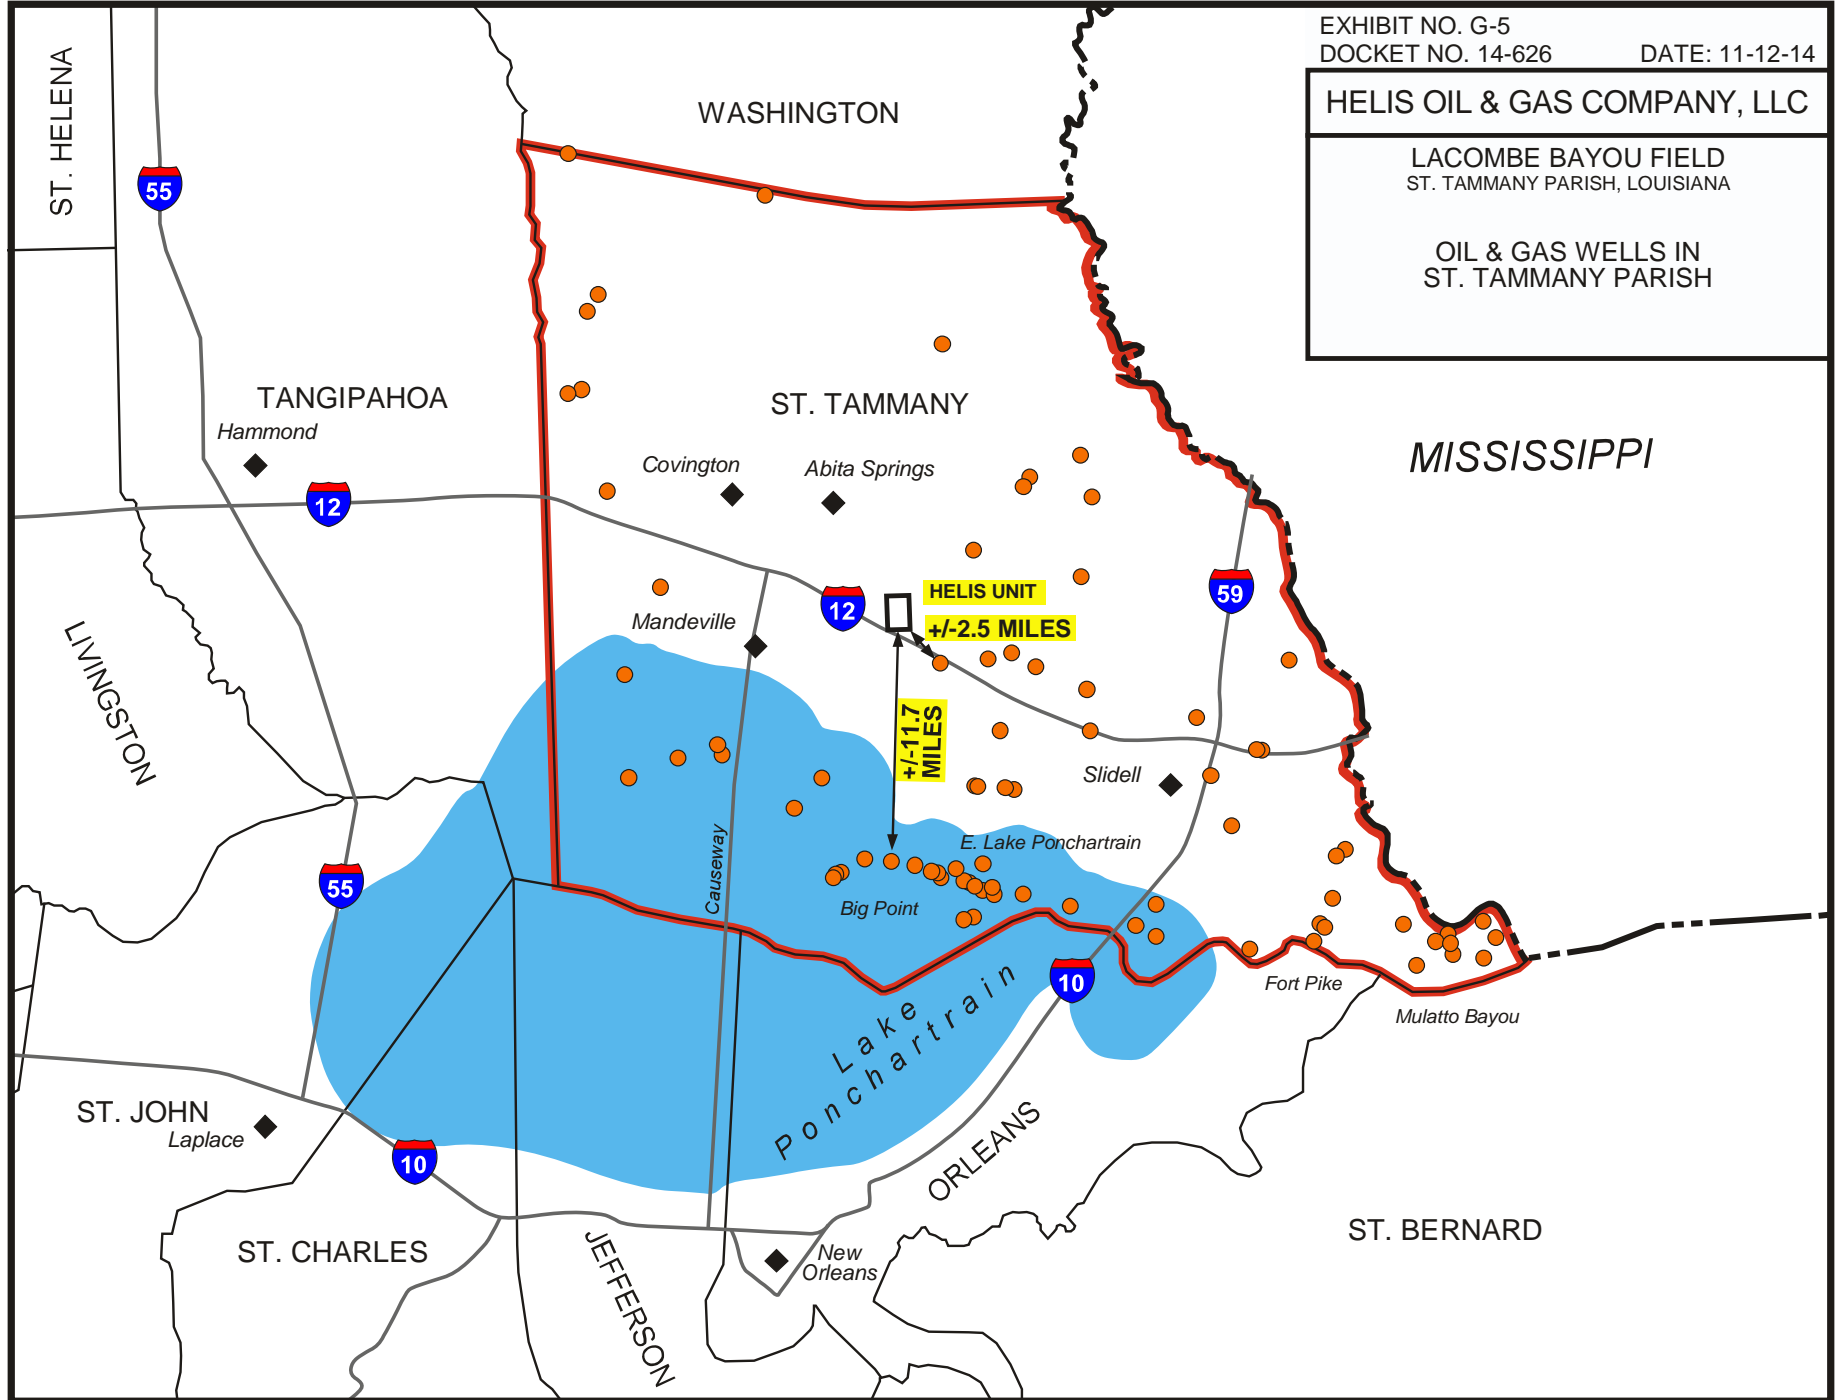 EXHIBIT NO. G-5
DOCKET NO. 14-626 DATE: 11-12-14
HELIS OIL & GAS COMPANY, LLC
LACOMBE BAYOU FIELD
ST. TAMMANY PARISH, LOUISIANA
OIL & GAS WELLS IN
ST. TAMMANY PARISH
ST. HELENA
WASHINGTON
55
TANGIPAHOA
Hammond
12
ST. TAMMANY
Covington
Abita Springs
MISSISSIPPI
HELIS UNIT
12
+/-2.5 MILES
59
Mandeville
LIVINGSTON
+/-11.7
MILES
Slidell
Causeway
E. Lake Ponchartrain
55
Big Point
10
Fort Pike
Mulatto Bayou
Lake
Ponchartrain
ST. JOHN
Laplace
10
ORLEANS
ST. CHARLES
JEFFERSON
New
Orleans
ST. BERNARD